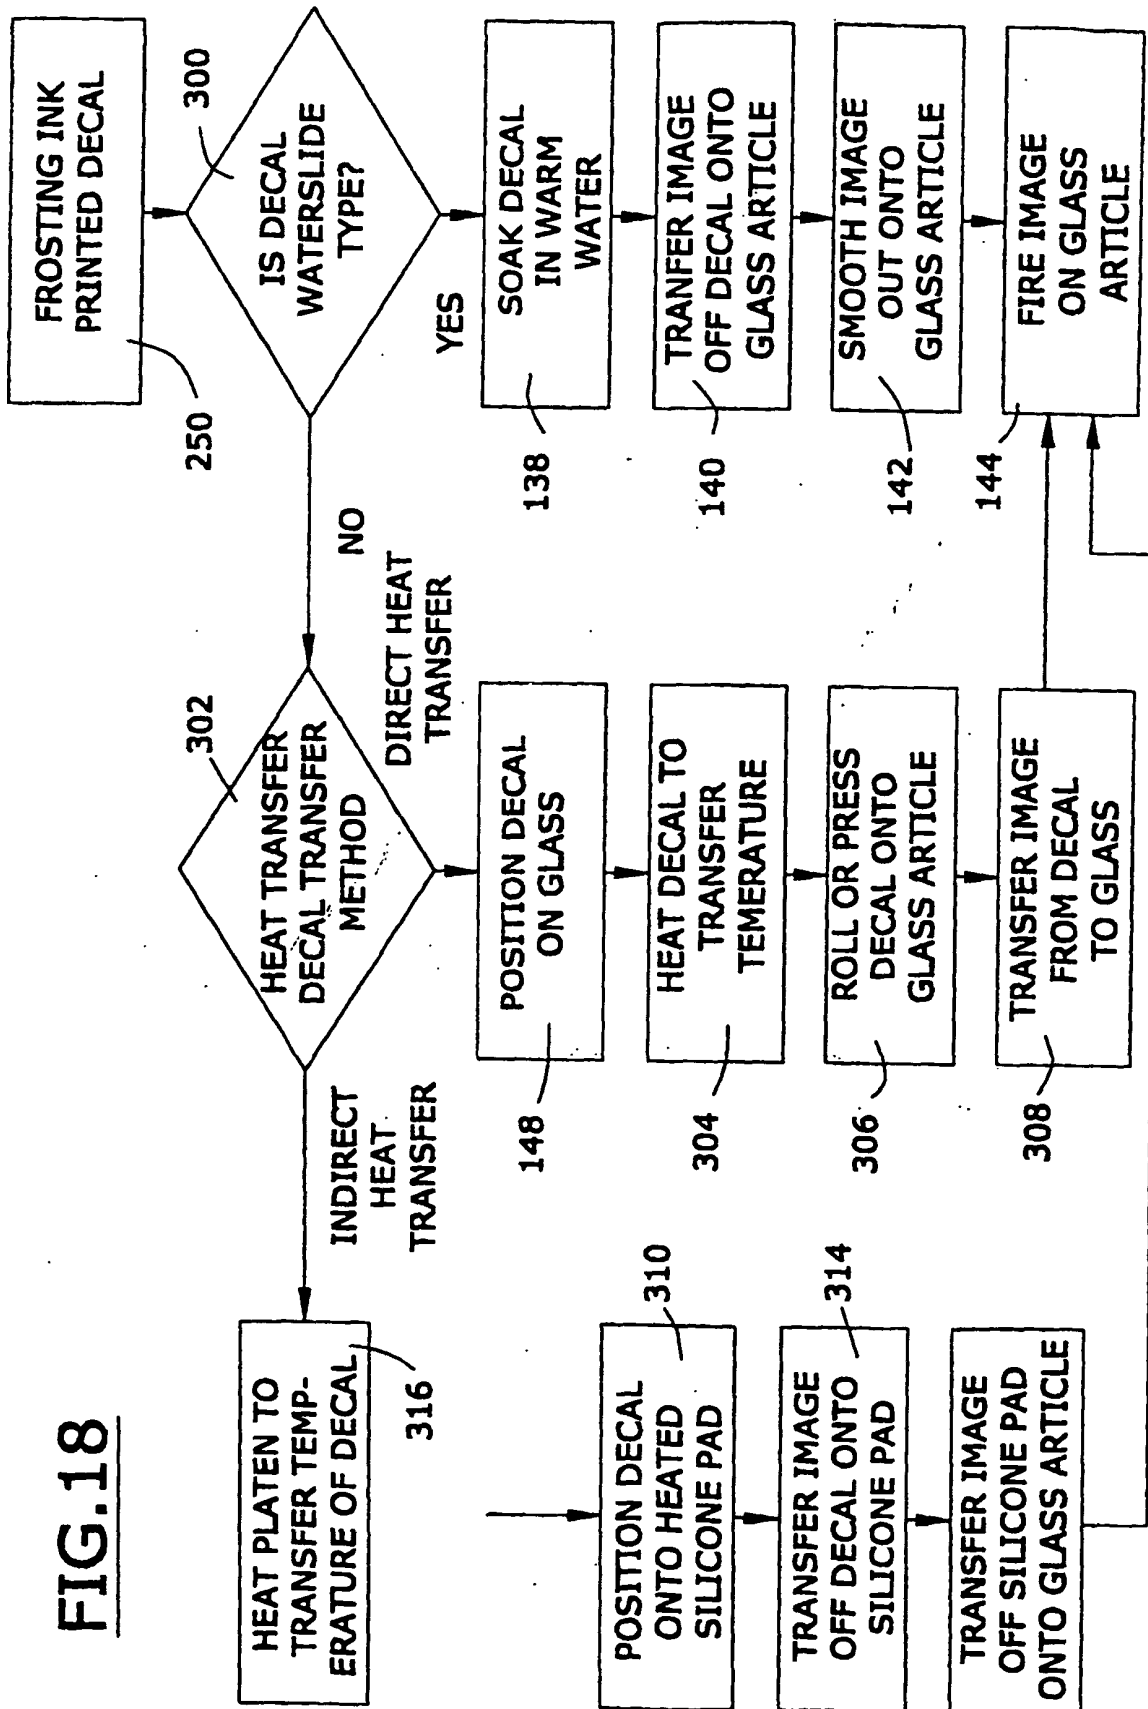 FIG.18
FROSTING INK
PRINTED DECAL
250
300
IS DECAL
WATERSLIDE
TYPE?
YES
NO
SOAK DECAL
IN WARM
WATER
138
TRANFER IMAGE
OFF DECAL ONTO
GLASS ARTICLE
140
SMOOTH IMAGE
OUT ONTO
GLASS ARTICLE
142
FIRE IMAGE
ON GLASS
ARTICLE
144
302
HEAT TRANSFER
DECAL TRANSFER
METHOD
DIRECT HEAT
TRANSFER
POSITION DECAL
ON GLASS
148
HEAT DECAL TO
TRANSFER
TEMERATURE
304
ROLL OR PRESS
DECAL ONTO
GLASS ARTICLE
306
TRANSFER IMAGE
FROM DECAL
TO GLASS
308
INDIRECT
HEAT
TRANSFER
HEAT PLATEN TO
TRANSFER TEMP-
ERATURE OF DECAL
316
POSITION DECAL
ONTO HEATED
SILICONE PAD
310
TRANSFER IMAGE
OFF DECAL ONTO
SILICONE PAD
314
TRANSFER IMAGE
OFF SILICONE PAD
ONTO GLASS ARTICLE